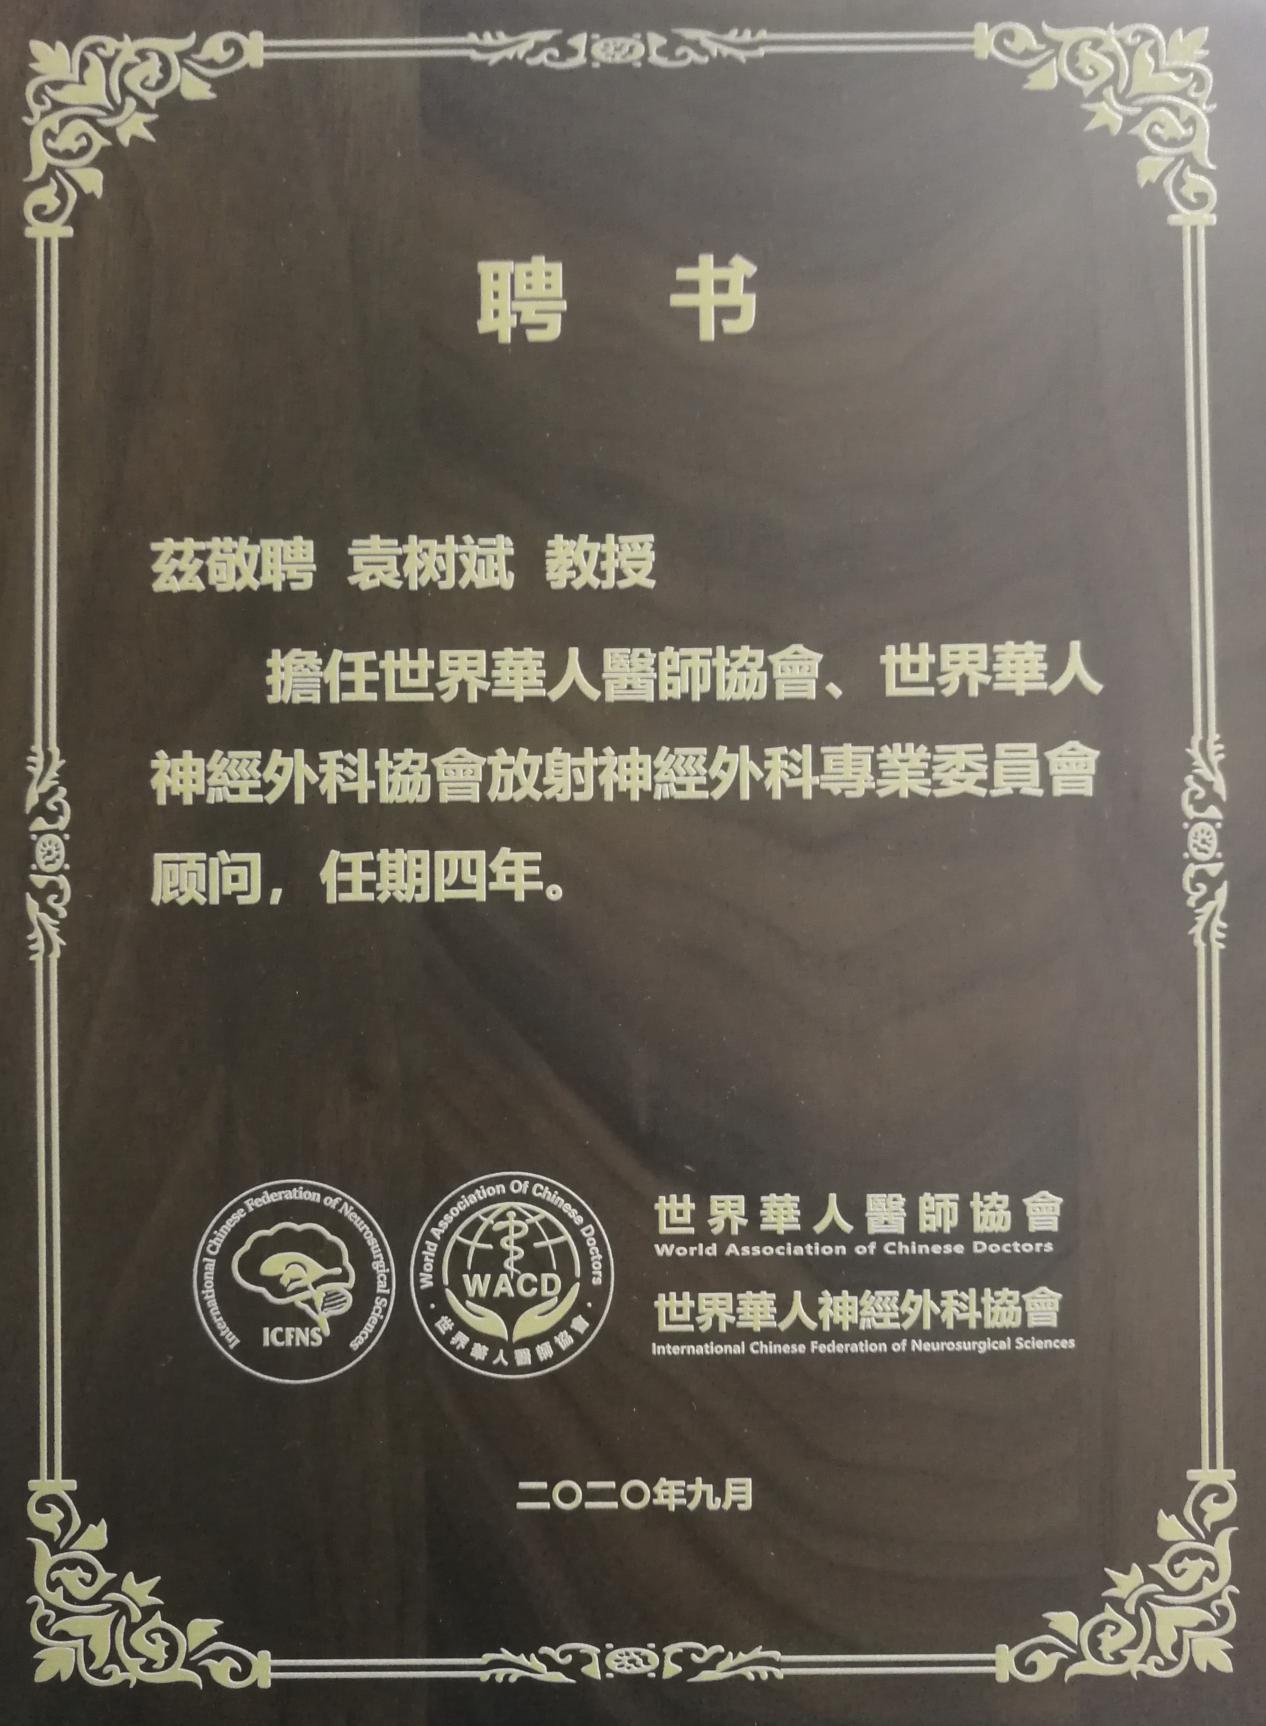 聘 书
茲敬聘 袁树斌 教授
擔任世界華人醫師協會、世界華人
神經外科協會放射神經外科專業委員會
顾问，任期四年。
International Chinese Federation of Neurosurgical Sciences
ICFNS
World Association Of Chinese Doctors
WACD
·世界華人醫師協會·
世界華人醫師協會
World Association of Chinese Doctors
世界華人神經外科協會
International Chinese Federation of Neurosurgical Sciences
二〇二〇年九月